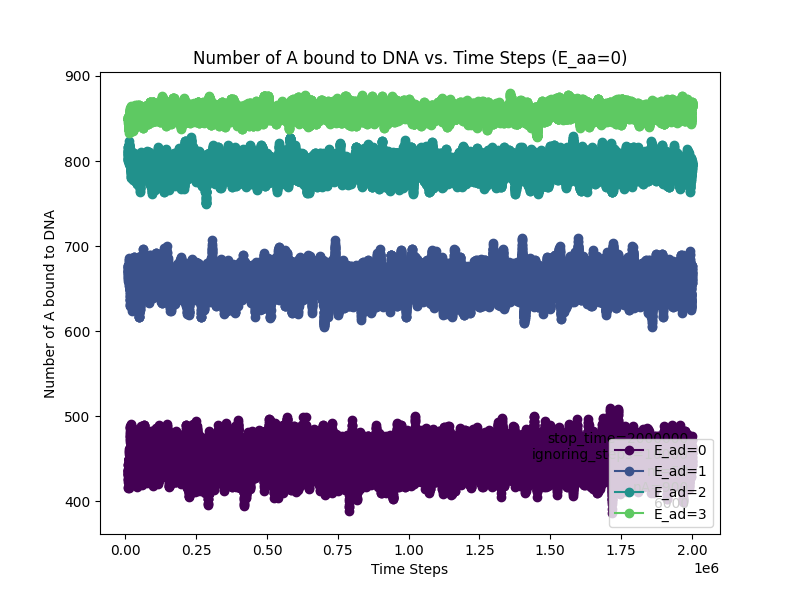 Number of A bound to DNA vs. Time Steps (E_aa=0)
Number of A bound to DNA
900
800
700
600
500
400
stop_time=2000000
E_ad=0
E_ad=1
E_ad=2
E_ad=3
0.00
0.25
0.50
0.75
1.00
1.25
1.50
1.75
2.00
1e6
Time Steps